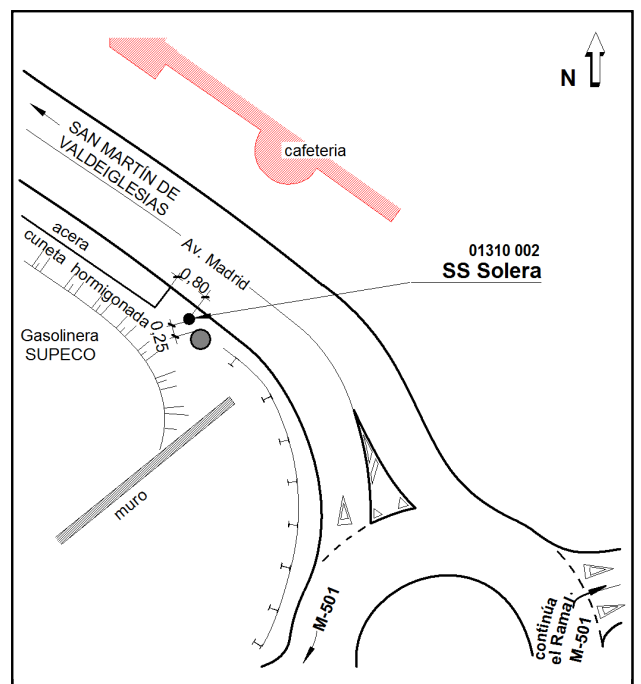 N
cafeteria
SAN MARTÍN DE
VALDEIGLESIAS
acera
Av. Madrid
cuneta hormigonada
0,80
01310 002
SS Solera
0,25
Gasolinera
SUPECO
muro
M-501
continúa
el Ramal.
M-501